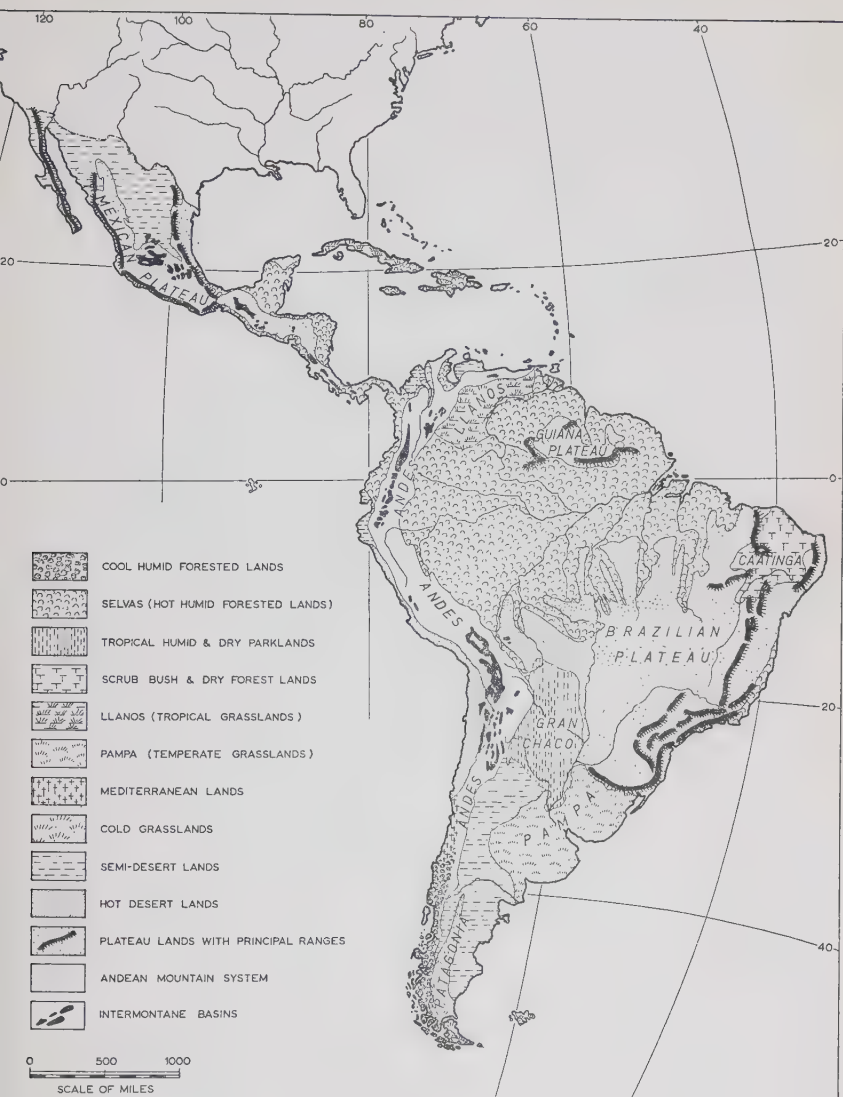 120
100
80
60
40
MEXICAN
PLATEAU
20
20
LLANOS
GUIANA
PLATEAU
0
0
ANDE
CAATINGA
ANDES
BRAZILIAN
PLATEAU
20
GRAN
CHACO
ANDES
PAMPA
PATAGONIA
40
COOL HUMID FORESTED LANDS
SELVAS (HOT HUMID FORESTED LANDS)
TROPICAL HUMID & DRY PARKLANDS
SCRUB BUSH & DRY FOREST LANDS
LLANOS (TROPICAL GRASSLANDS)
PAMPA (TEMPERATE GRASSLANDS)
MEDITERRANEAN LANDS
COLD GRASSLANDS
SEMI-DESERT LANDS
HOT DESERT LANDS
PLATEAU LANDS WITH PRINCIPAL RANGES
ANDEAN MOUNTAIN SYSTEM
INTERMONTANE BASINS
0 500 1000
SCALE OF MILES